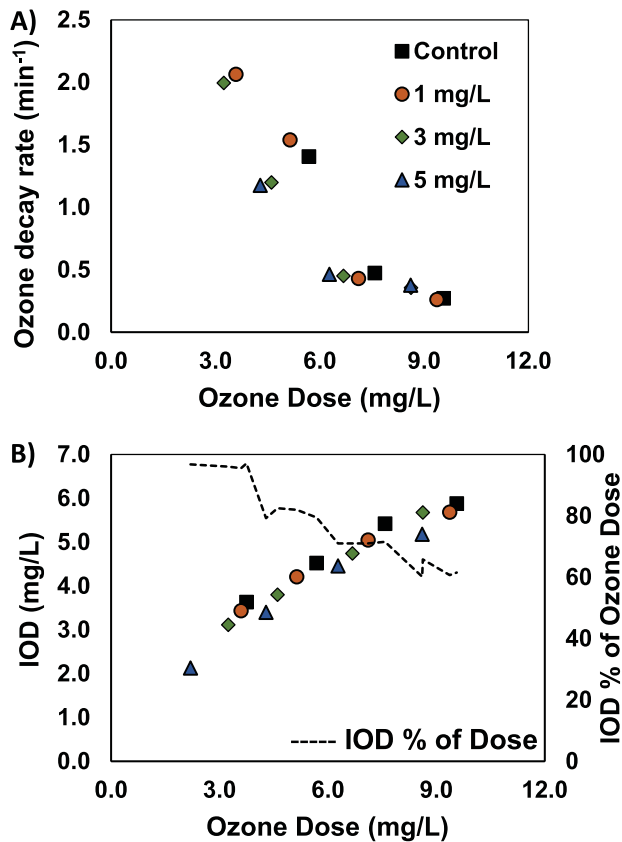 A)
Ozone decay rate (min⁻¹)
2.5
2.0
1.5
1.0
0.5
0.0
Control
1 mg/L
3 mg/L
5 mg/L
0.0 3.0 6.0 9.0 12.0
Ozone Dose (mg/L)
B)
IOD (mg/L)
7.0
6.0
5.0
4.0
3.0
2.0
1.0
0.0
IOD % of Dose
100
80
60
40
20
0
IOD % of Ozone Dose
0.0 3.0 6.0 9.0 12.0
Ozone Dose (mg/L)